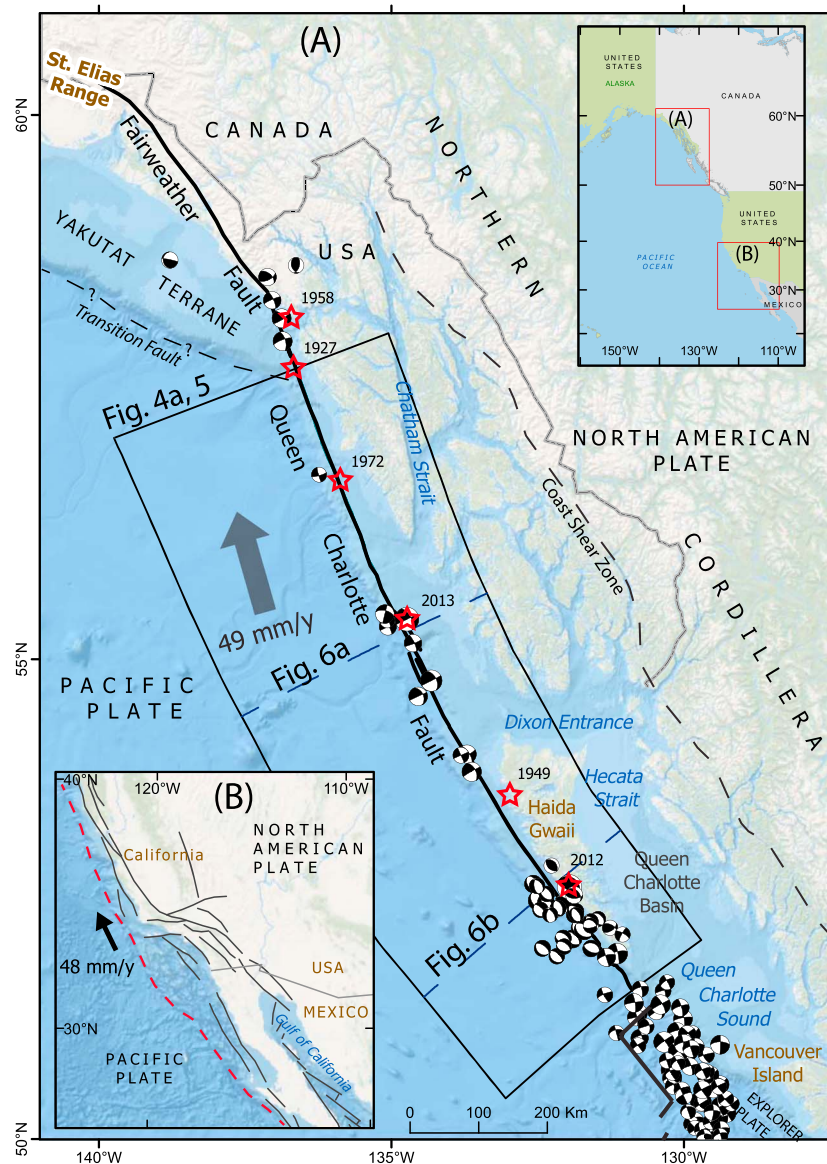 (A)
St. Elias
Range
60°N
Fairweather
Fault
CANADA
NORTHERN
USA
YAKUTAT
TERRANE
?
?
Transition Fault
1958
1927
Fig. 4a, 5
Queen
Charlotte
Fault
Chatham Strait
1972
NORTH AMERICAN
PLATE
Coast Shear Zone
CORDILLERA
49 mm/y
2013
Fig. 6a
55°N
PACIFIC
PLATE
Dixon Entrance
Hecata
Strait
1949
Haida
Gwaii
2012
Queen
Charlotte
Basin
Fig. 6b
Queen
Charlotte
Sound
Vancouver
Island
EXPLORER
PLATE
0 100 200 Km
50°N
140°W
135°W
130°W
UNITED
STATES
ALASKA
CANADA
(A)
60°N
50°N
UNITED
STATES
40°N
(B)
PACIFIC
OCEAN
30°N
MEXICO
150°W
130°W
110°W
40°N
120°W
(B)
110°W
NORTH
AMERICAN
PLATE
California
48 mm/y
USA
MEXICO
30°N
Gulf of California
PACIFIC
PLATE